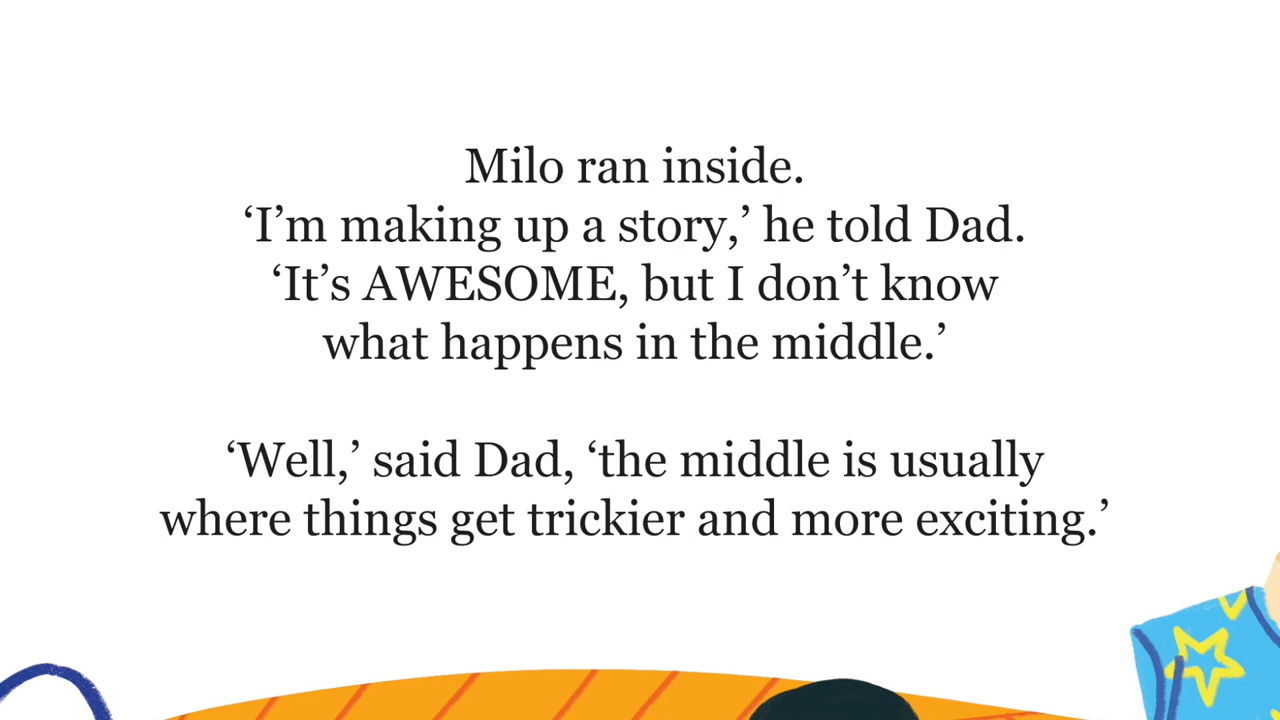 Milo ran inside.
‘I’m making up a story,’ he told Dad.
‘It’s AWESOME, but I don’t know
what happens in the middle.’
‘Well,’ said Dad, ‘the middle is usually
where things get trickier and more exciting.’